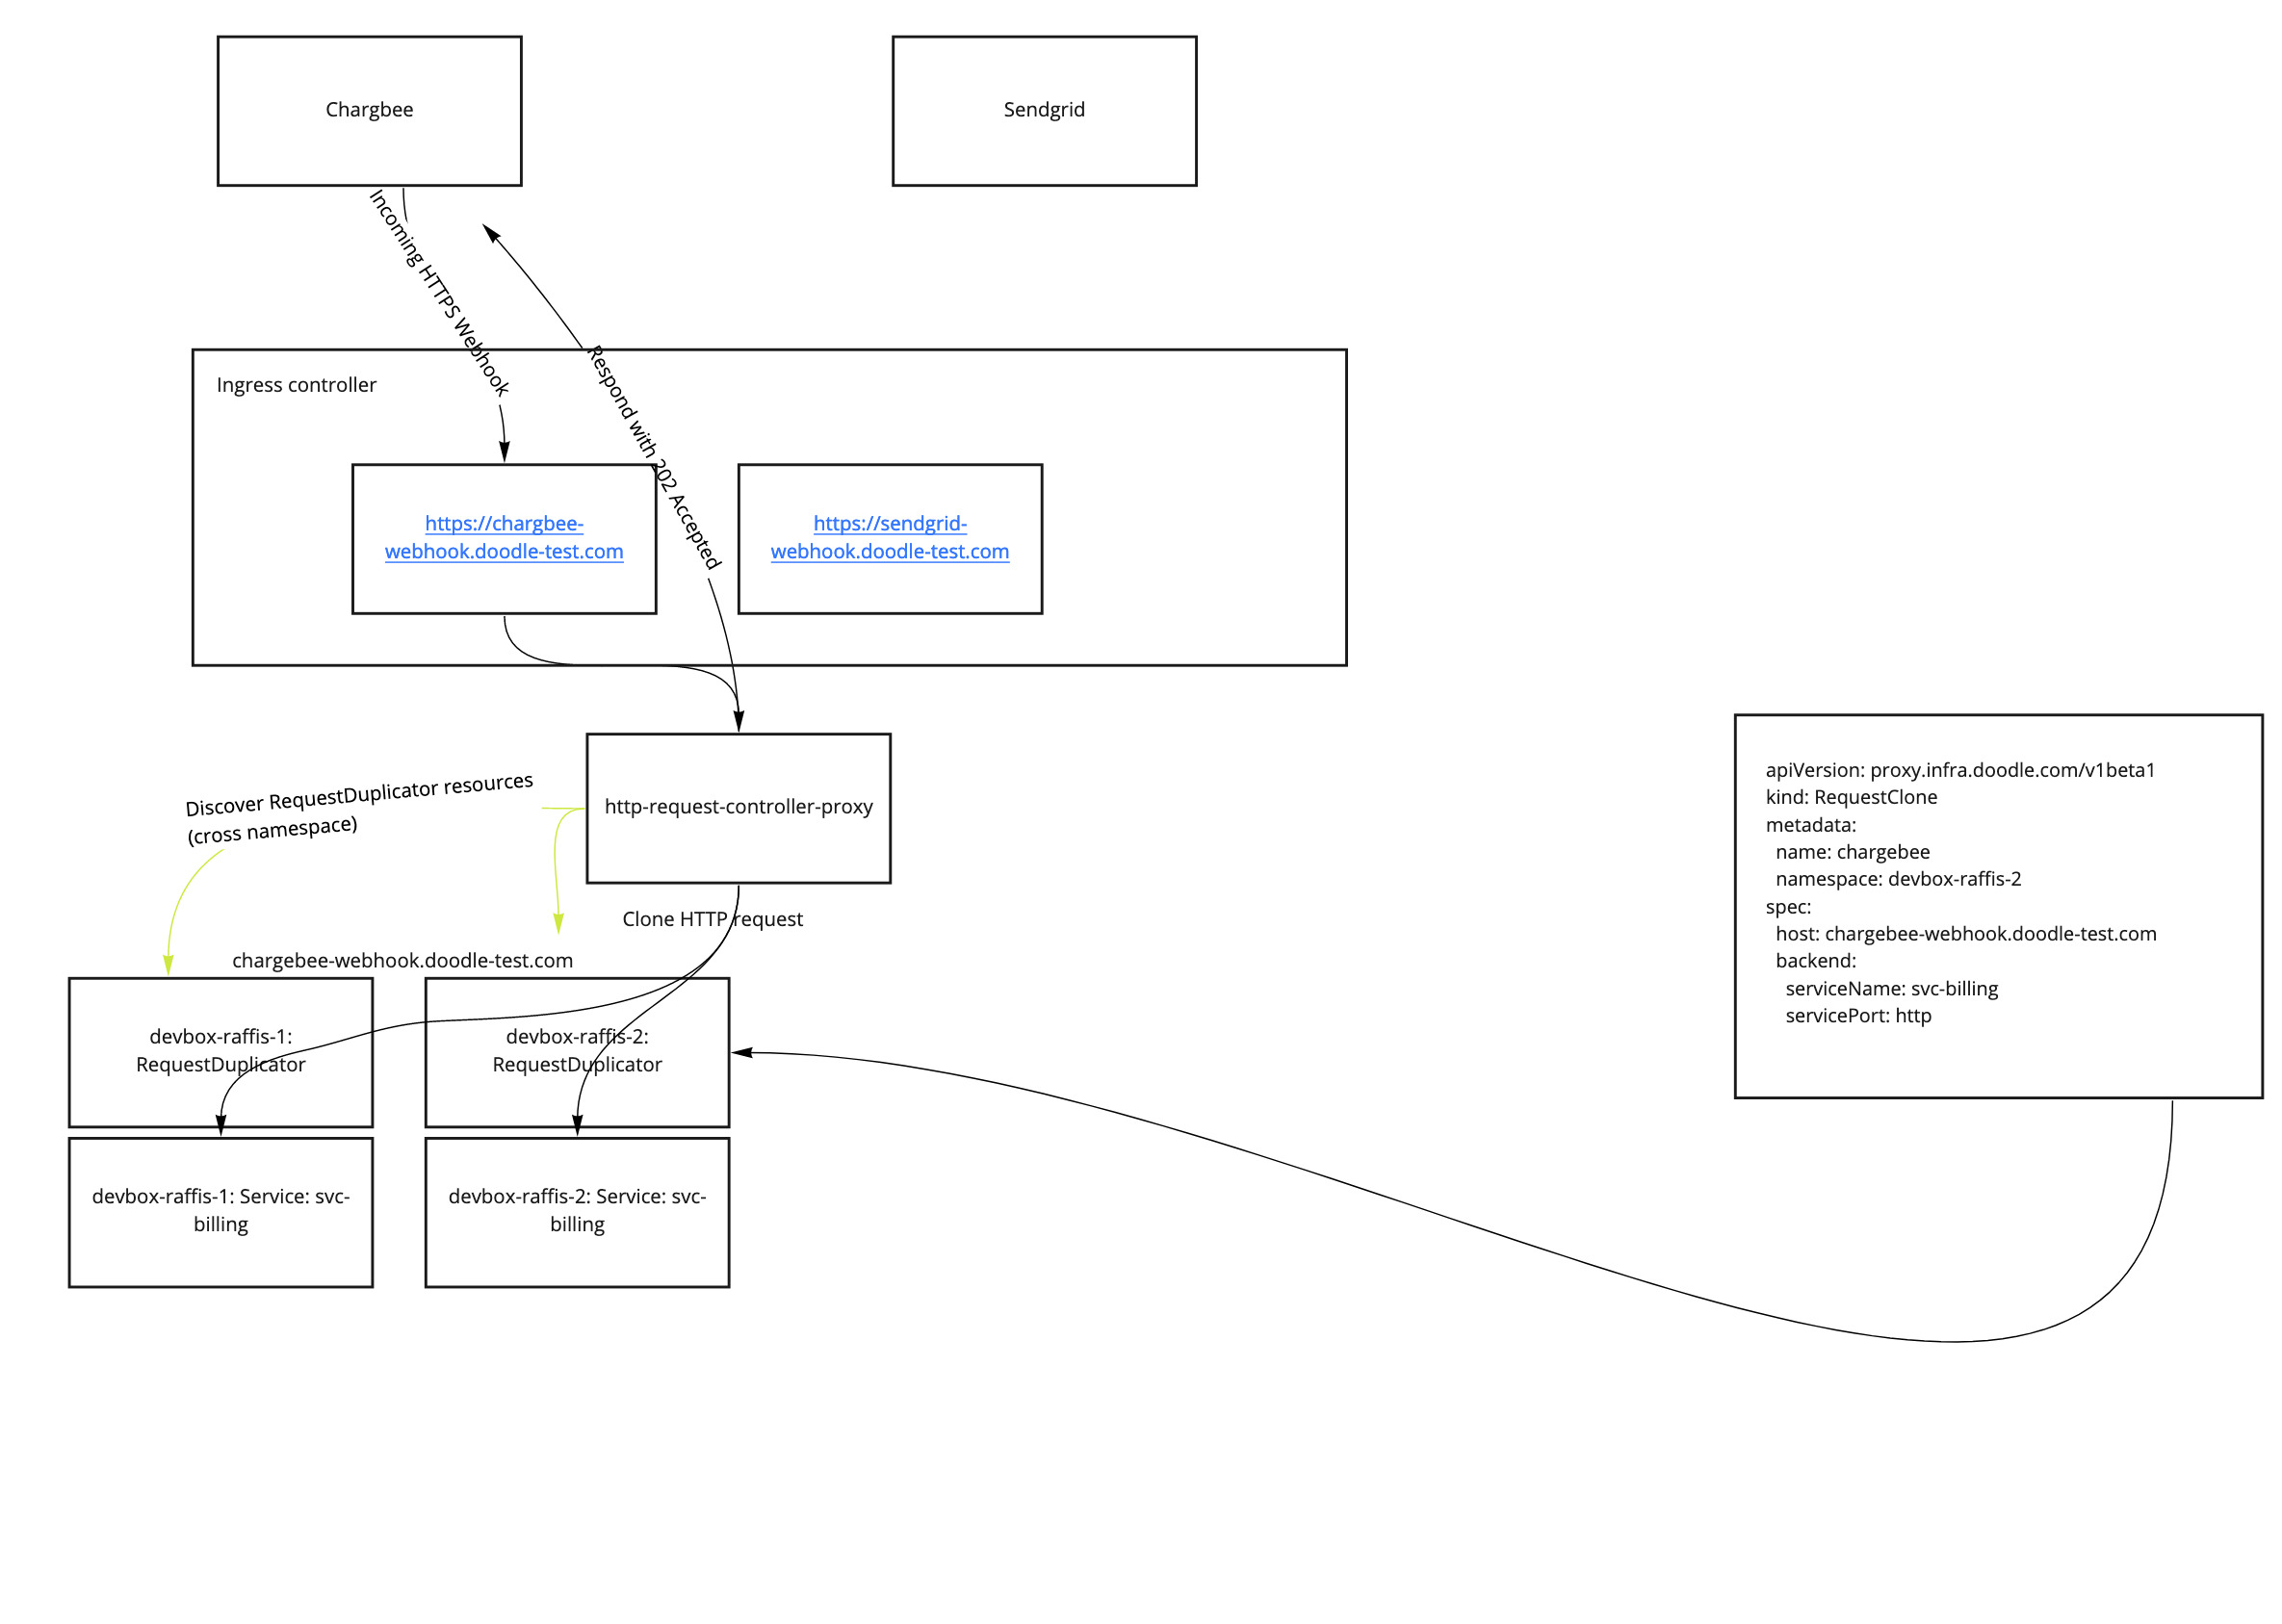 Chargbee
Sendgrid
Incoming HTTPS Webhook
Respond with 202 Accepted
Ingress controller
https://chargbee-
webhook.doodle-test.com
https://sendgrid-
webhook.doodle-test.com
http-request-controller-proxy
Discover RequestDuplicator resources
(cross namespace)
Clone HTTP request
chargebee-webhook.doodle-test.com
devbox-raffis-1:
RequestDuplicator
devbox-raffis-2:
RequestDuplicator
devbox-raffis-1: Service: svc-
billing
devbox-raffis-2: Service: svc-
billing
apiVersion: proxy.infra.doodle.com/v1beta1
kind: RequestClone
metadata:
  name: chargebee
  namespace: devbox-raffis-2
spec:
  host: chargebee-webhook.doodle-test.com
  backend:
    serviceName: svc-billing
    servicePort: http